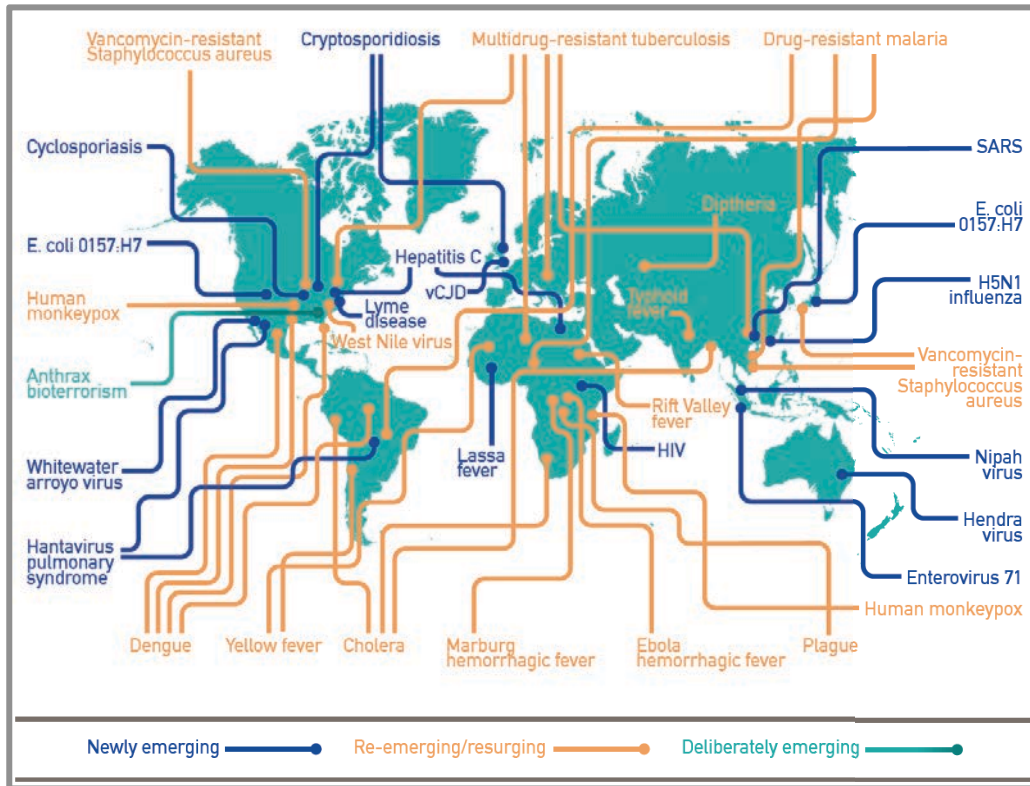 Vancomycin-resistant
Staphylococcus aureus
Cryptosporidiosis
Multidrug-resistant tuberculosis
Drug-resistant malaria
Cyclosporiasis
SARS
E. coli
0157:H7
Diptheria
E. coli 0157:H7
Hepatitis C
vCJD
H5N1
influenza
Human
monkeypox
Lyme
disease
Typhoid
fever
West Nile virus
Vancomycin-
resistant
Staphylococcus
aureus
Anthrax
bioterrorism
Rift Valley
fever
Lassa
fever
HIV
Whitewater
arroyo virus
Nipah
virus
Hendra
virus
Hantavirus
pulmonary
syndrome
Enterovirus 71
Human monkeypox
Dengue
Yellow fever
Cholera
Marburg
hemorrhagic fever
Ebola
hemorrhagic fever
Plague
Newly emerging
Re-emerging/resurging
Deliberately emerging